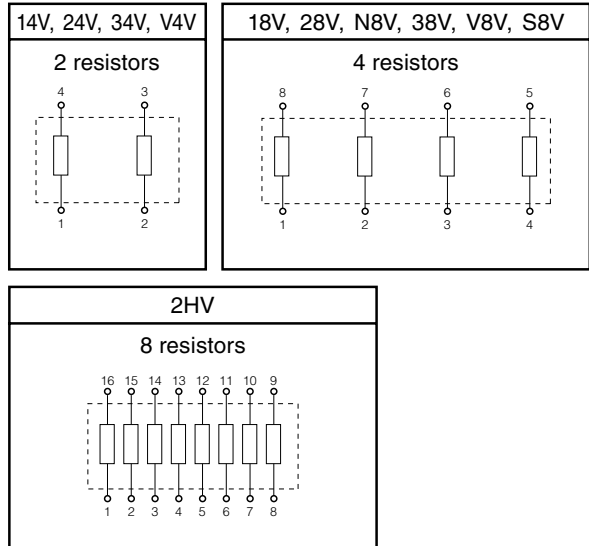 14V, 24V, 34V, V4V
2 resistors
4 3
1 2
18V, 28V, N8V, 38V, V8V, S8V
4 resistors
8 7 6 5
1 2 3 4
2HV
8 resistors
16 15 14 13 12 11 10 9
1 2 3 4 5 6 7 8